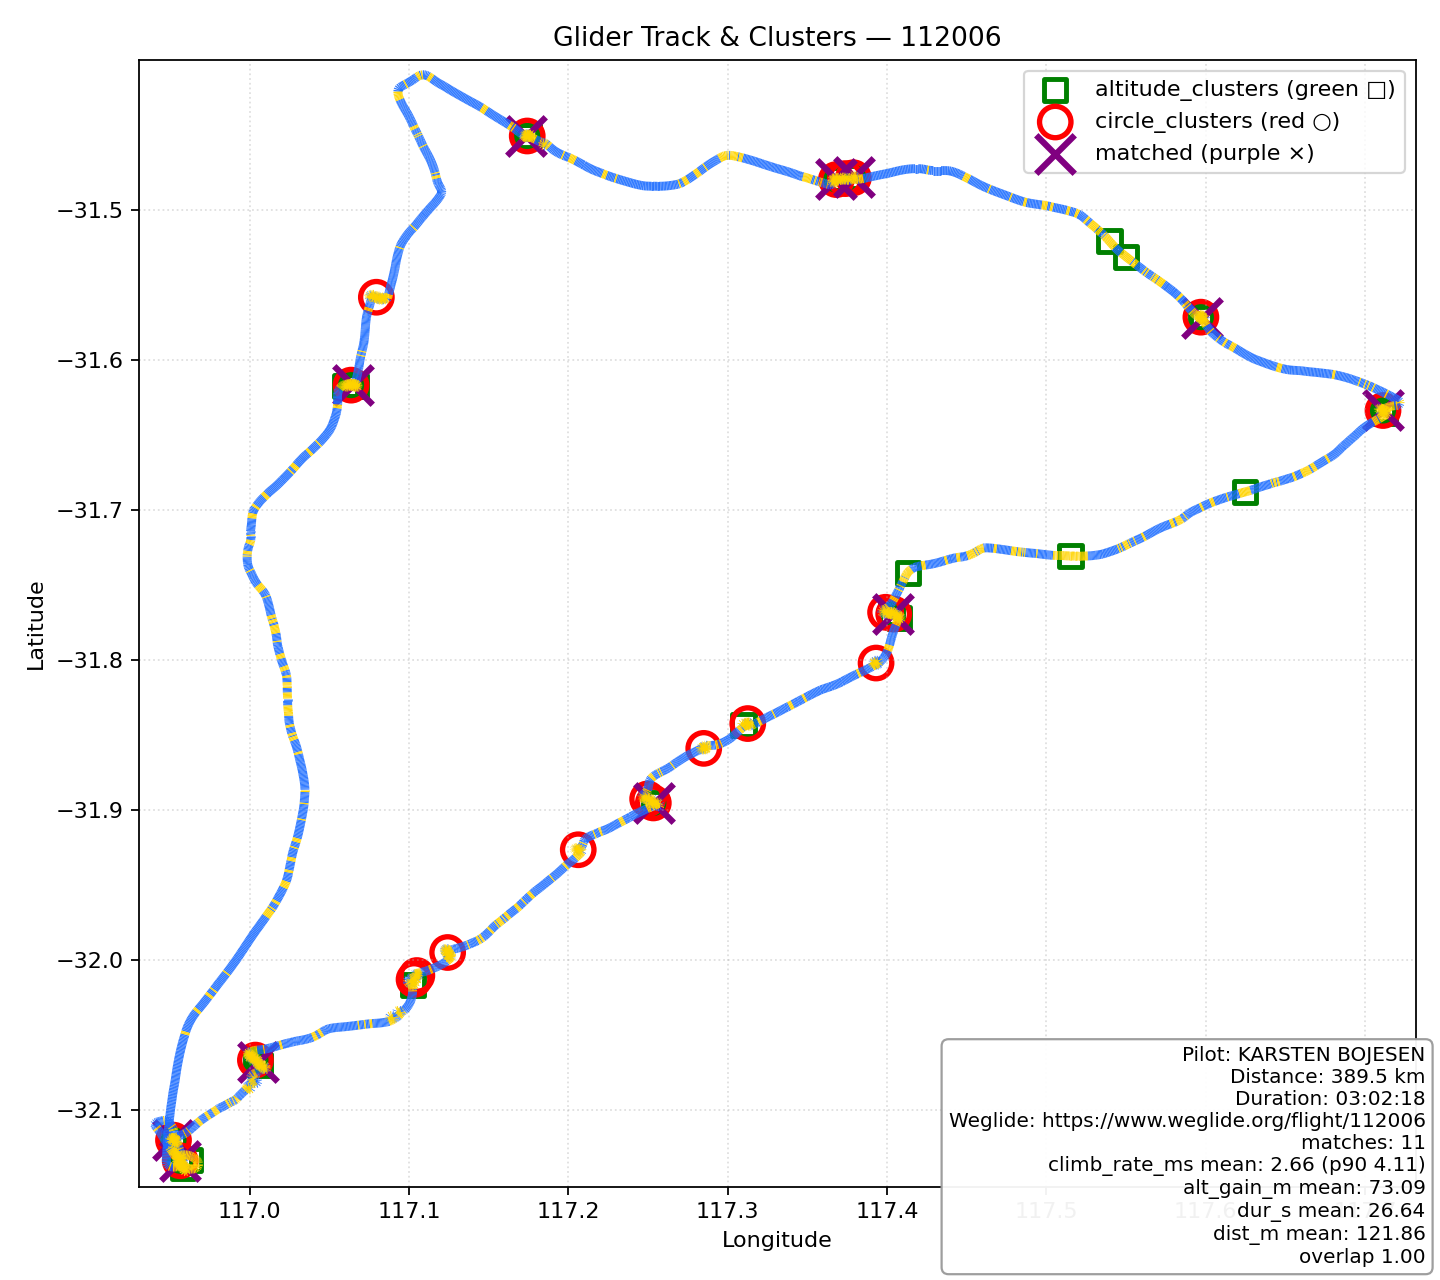 Glider Track & Clusters — 112006
altitude_clusters (green □)
circle_clusters (red ○)
matched (purple ×)
−31.5
−31.6
−31.7
−31.8
−31.9
−32.0
−32.1
Latitude
117.0
117.1
117.2
117.3
117.4
117.5
117.6
Longitude
Pilot: KARSTEN BOJESEN
Distance: 389.5 km
Duration: 03:02:18
Weglide: https://www.weglide.org/flight/112006
matches: 11
climb_rate_ms mean: 2.66 (p90 4.11)
alt_gain_m mean: 73.09
dur_s mean: 26.64
dist_m mean: 121.86
overlap 1.00